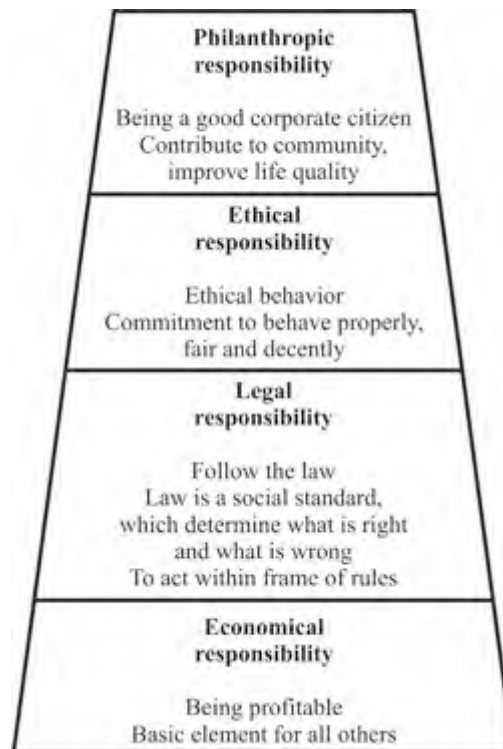 Philanthropic
responsibility
Being a good corporate citizen
Contribute to community,
improve life quality
Ethical
responsibility
Ethical behavior
Commitment to behave properly,
fair and decently
Legal
responsibility
Follow the law
Law is a social standard,
which determine what is right
and what is wrong
To act within frame of rules
Economical
responsibility
Being profitable
Basic element for all others